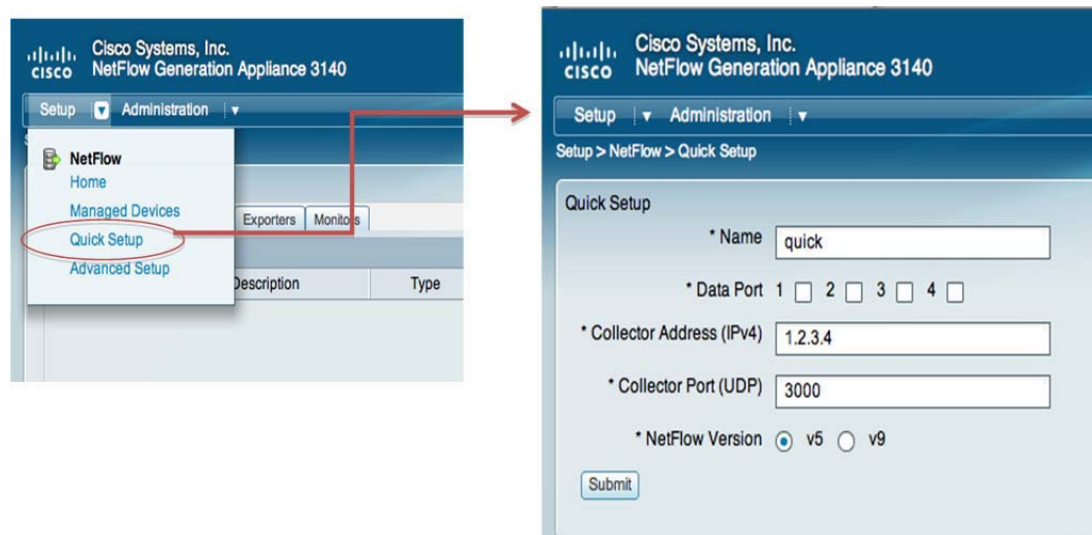 CISCO
Cisco Systems, Inc.
NetFlow Generation Appliance 3140
Setup Administration
NetFlow
Home
Managed Devices
Quick Setup
Advanced Setup
Exporters Monitors
Description Type
CISCO
Cisco Systems, Inc.
NetFlow Generation Appliance 3140
Setup Administration
Setup > NetFlow > Quick Setup
Quick Setup
* Name quick
* Data Port 1 2 3 4
* Collector Address (IPv4) 1.2.3.4
* Collector Port (UDP) 3000
* NetFlow Version v5 v9
Submit